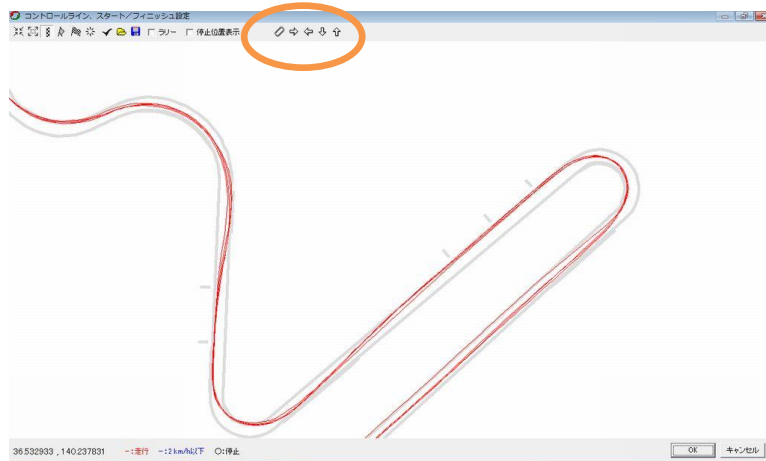 コントロールライン、スタート/フィニッシュ設定
ラリー 停止位置表示
36.532933 , 140.237831 －:走行 －:2km/h以下 ○:停止 OK キャンセル